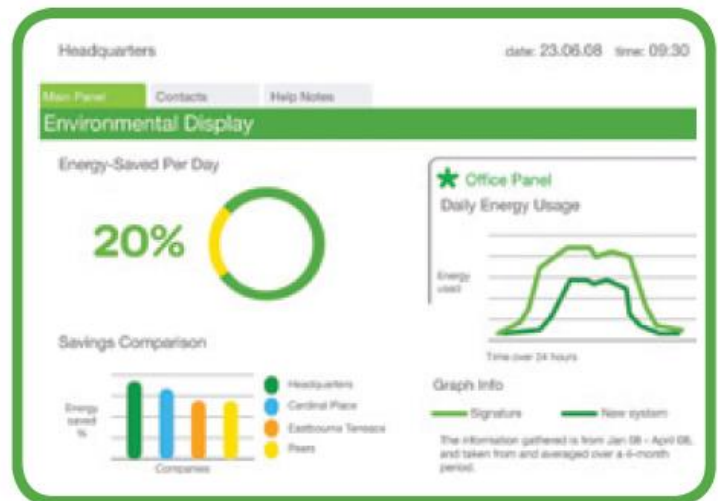 Headquarters
date: 23.06.08 time: 09:30
Main Panel Contacts Help Notes
Environmental Display
Energy-Saved Per Day
20%
Office Panel
Daily Energy Usage
Energy
used
Time over 24 hours
Savings Comparison
Energy
saved
%
Companies
Headquarters
Cardinal Place
Eastbourne Terrace
Peers
Graph Info
Signature New system
The information gathered is from Jan 08 - April 08,
and taken from and averaged over a 4-month
period.